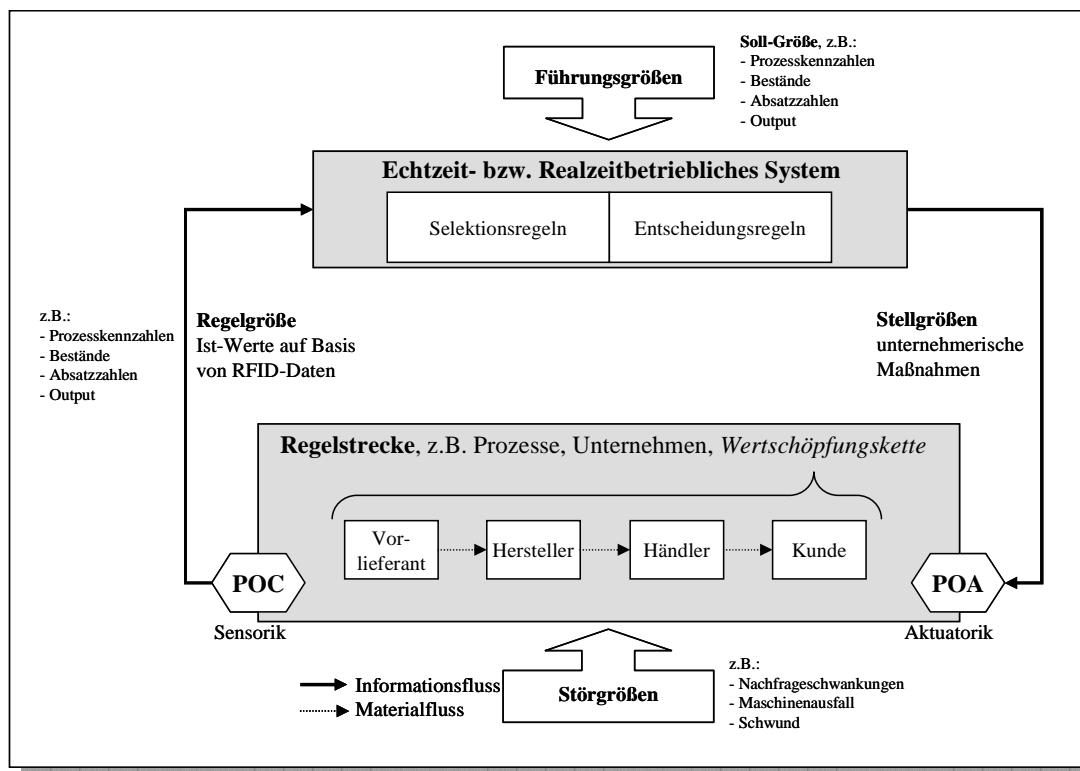 Soll-Größe, z.B.:
- Prozesskennzahlen
- Bestände
- Absatzzahlen
- Output
Führungsgrößen
Echtzeit- bzw. Realzeitbetriebliches System
Selektionsregeln
Entscheidungsregeln
z.B.:
- Prozesskennzahlen
- Bestände
- Absatzzahlen
- Output
Regelgröße
Ist-Werte auf Basis
von RFID-Daten
Stellgrößen
unternehmerische
Maßnahmen
Regelstrecke, z.B. Prozesse, Unternehmen, Wertschöpfungskette
Vor-
lieferant
Hersteller
Händler
Kunde
POC
Sensorik
POA
Aktuatorik
Informationsfluss
Materialfluss
Störgrößen
z.B.:
- Nachfrageschwankungen
- Maschinenausfall
- Schwund